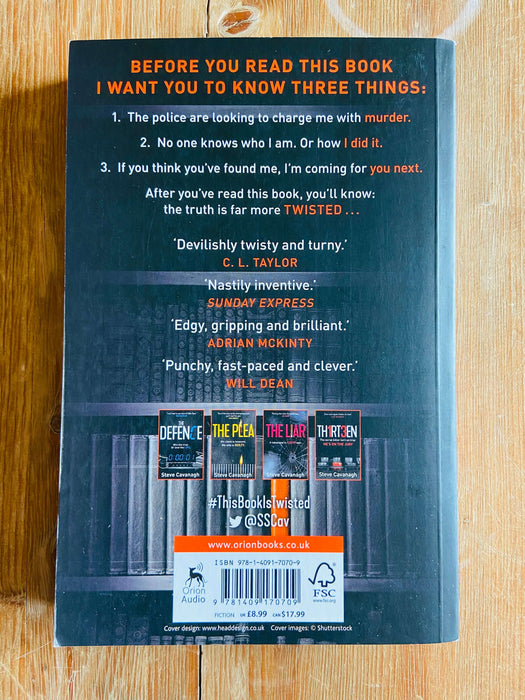 BEFORE YOU READ THIS BOOK
I WANT YOU TO KNOW THREE THINGS:
1. The police are looking to charge me with murder.
2. No one knows who I am. Or how I did it.
3. If you think you've found me, I'm coming for you next.
After you've read this book, you'll know:
the truth is far more TWISTED ...
'Devilishly twisty and turny.'
C. L. TAYLOR
'Nastily inventive.'
SUNDAY EXPRESS
'Edgy, gripping and brilliant.'
ADRIAN MCKINTY
'Punchy, fast-paced and clever.'
WILL DEAN
THE
DEFENCE
Steve Cavanagh
THE PLEA
Steve Cavanagh
THE LIAR
Steve Cavanagh
TH1RT3EN
Steve Cavanagh
#ThisBookIsTwisted
@SSCav
www.orionbooks.co.uk
ISBN 978-1-4091-7070-9
Orion
Audio
9 781409 170709
FSC
www.fsc.org
FICTION UK £8.99 CAN $17.99
Cover design: www.headdesign.co.uk Cover images: © Shutterstock